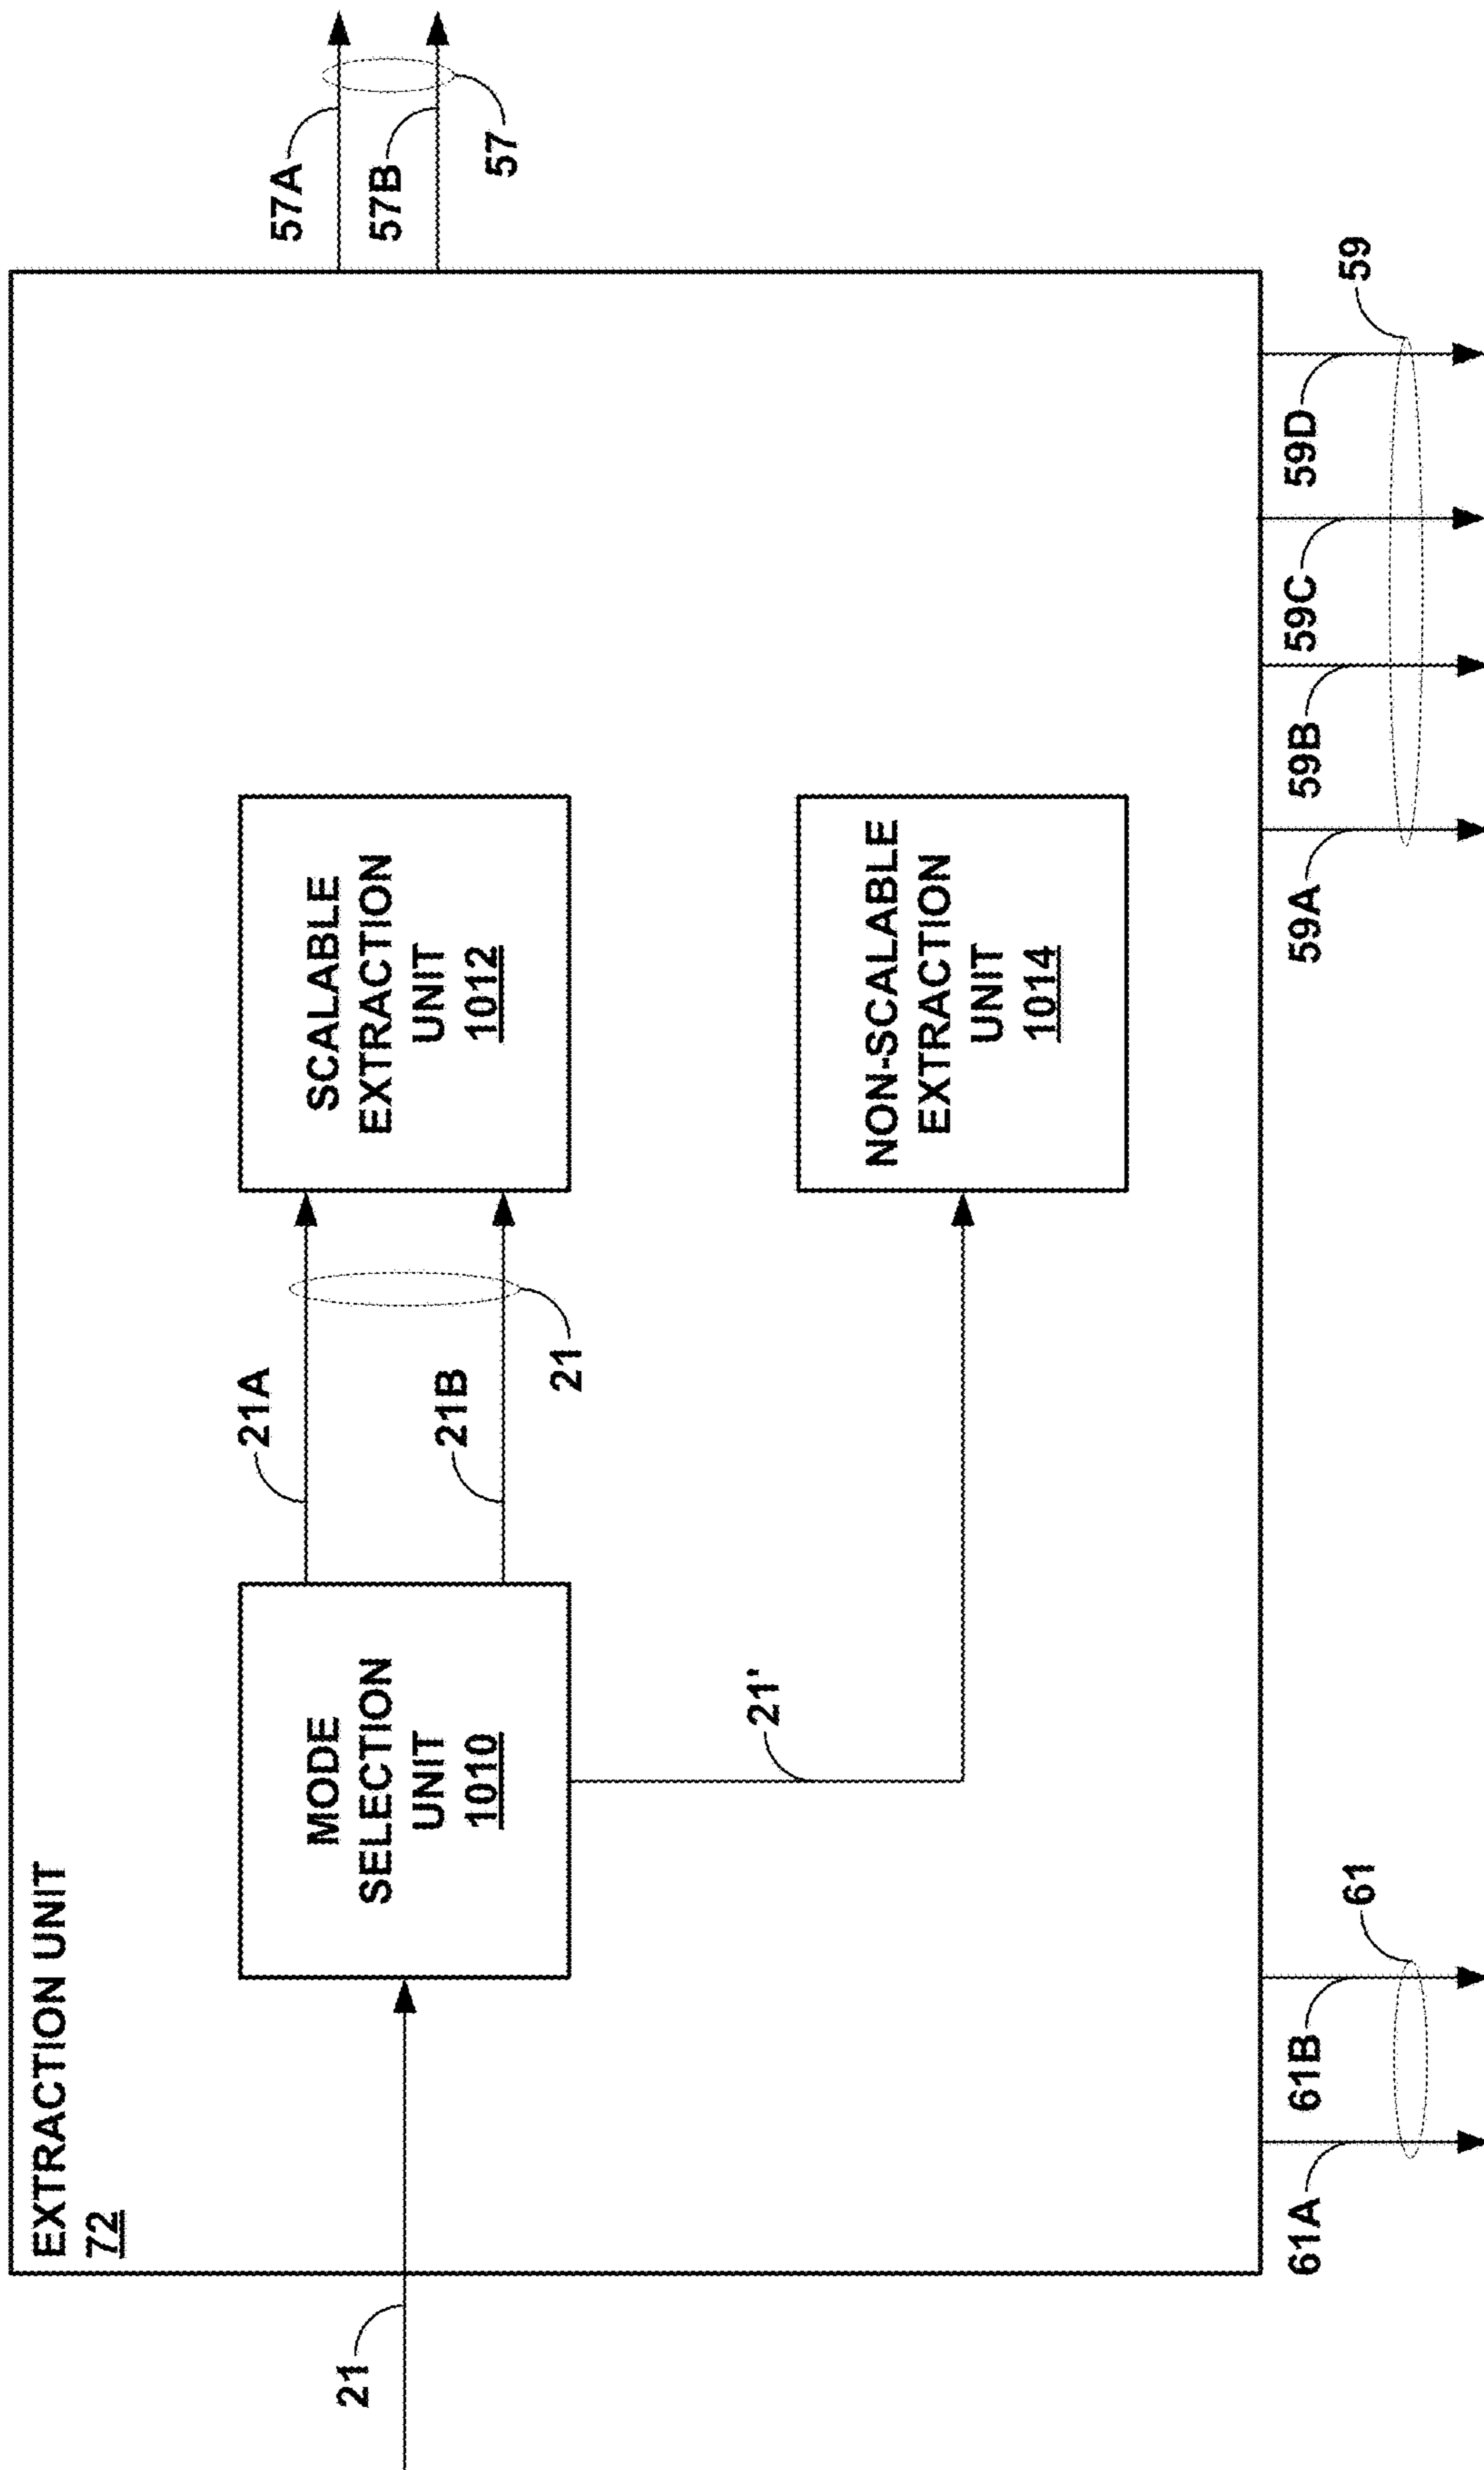 EXTRACTION UNIT
72
57A
57B
57
21
MODE
SELECTION
UNIT
1010
21A
21B
21
SCALABLE
EXTRACTION
UNIT
1012
21'
NON-SCALABLE
EXTRACTION
UNIT
1014
61A
61B
61
59A
59B
59C
59D
59